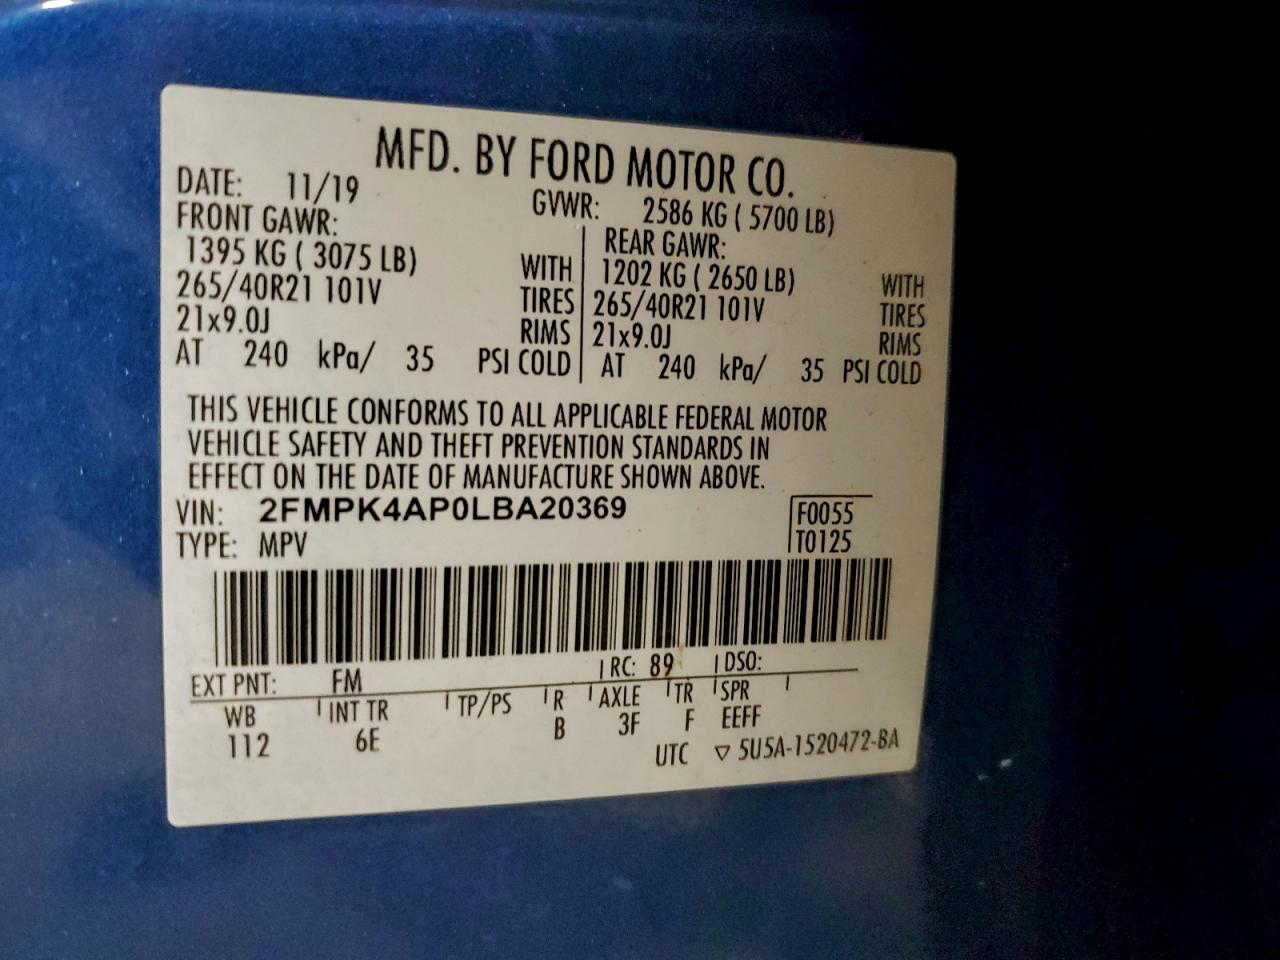 MFD. BY FORD MOTOR CO.
DATE: 11/19 GVWR: 2586 KG ( 5700 LB)
FRONT GAWR: REAR GAWR:
1395 KG ( 3075 LB) WITH 1202 KG ( 2650 LB) WITH
265/40R21 101V TIRES 265/40R21 101V TIRES
21x9.0J RIMS 21x9.0J RIMS
AT 240 kPa/ 35 PSI COLD AT 240 kPa/ 35 PSI COLD
THIS VEHICLE CONFORMS TO ALL APPLICABLE FEDERAL MOTOR
VEHICLE SAFETY AND THEFT PREVENTION STANDARDS IN
EFFECT ON THE DATE OF MANUFACTURE SHOWN ABOVE.
VIN: 2FMPK4AP0LBA20369 F0055
TYPE: MPV T0125
EXT PNT: FM RC: 89 DSO:
WB INT TR TP/PS R AXLE TR SPR
112 6E B 3F F EEFF
UTC ▽ 5U5A-1520472-BA